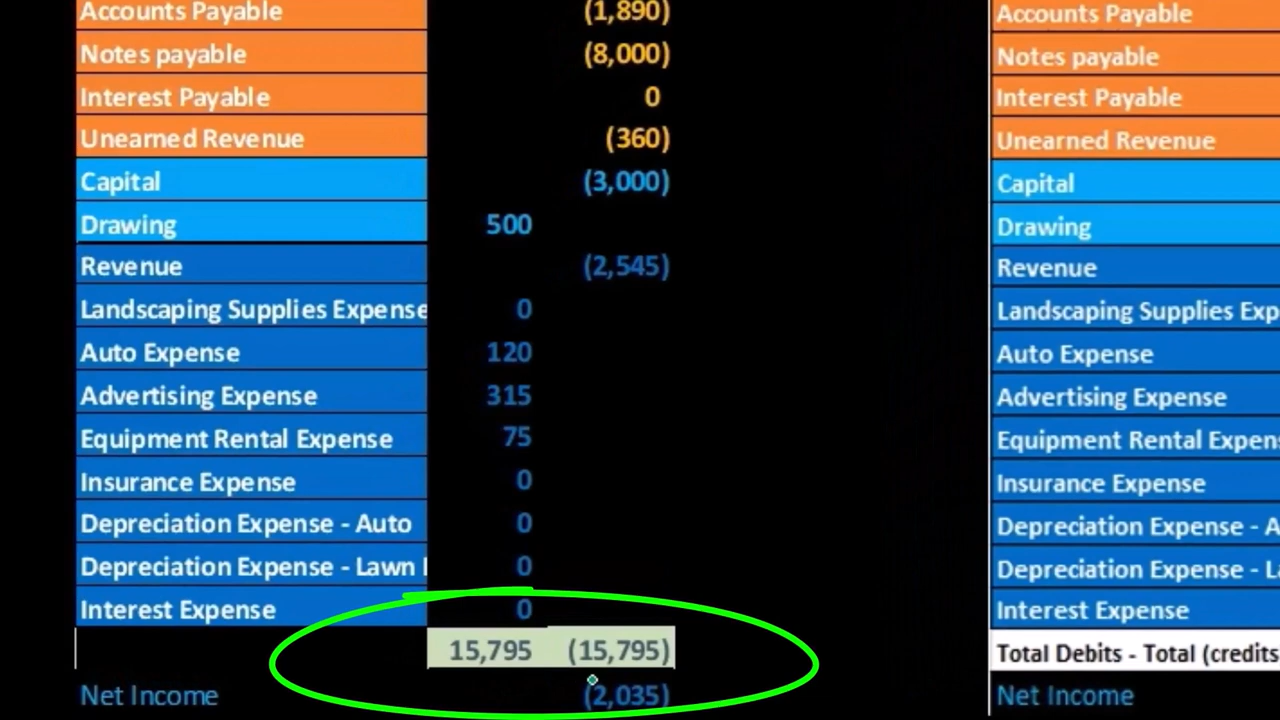 Accounts Payable (1,890) Accounts Payable
Notes payable (8,000) Notes payable
Interest Payable 0 Interest Payable
Unearned Revenue (360) Unearned Revenue
Capital (3,000) Capital
Drawing 500 Drawing
Revenue (2,545) Revenue
Landscaping Supplies Expense 0 Landscaping Supplies Exp
Auto Expense 120 Auto Expense
Advertising Expense 315 Advertising Expense
Equipment Rental Expense 75 Equipment Rental Expens
Insurance Expense 0 Insurance Expense
Depreciation Expense - Auto 0 Depreciation Expense - A
Depreciation Expense - Lawn 0 Depreciation Expense - La
Interest Expense 0 Interest Expense
15,795 (15,795) Total Debits - Total (credits
Net Income (2,035) Net Income